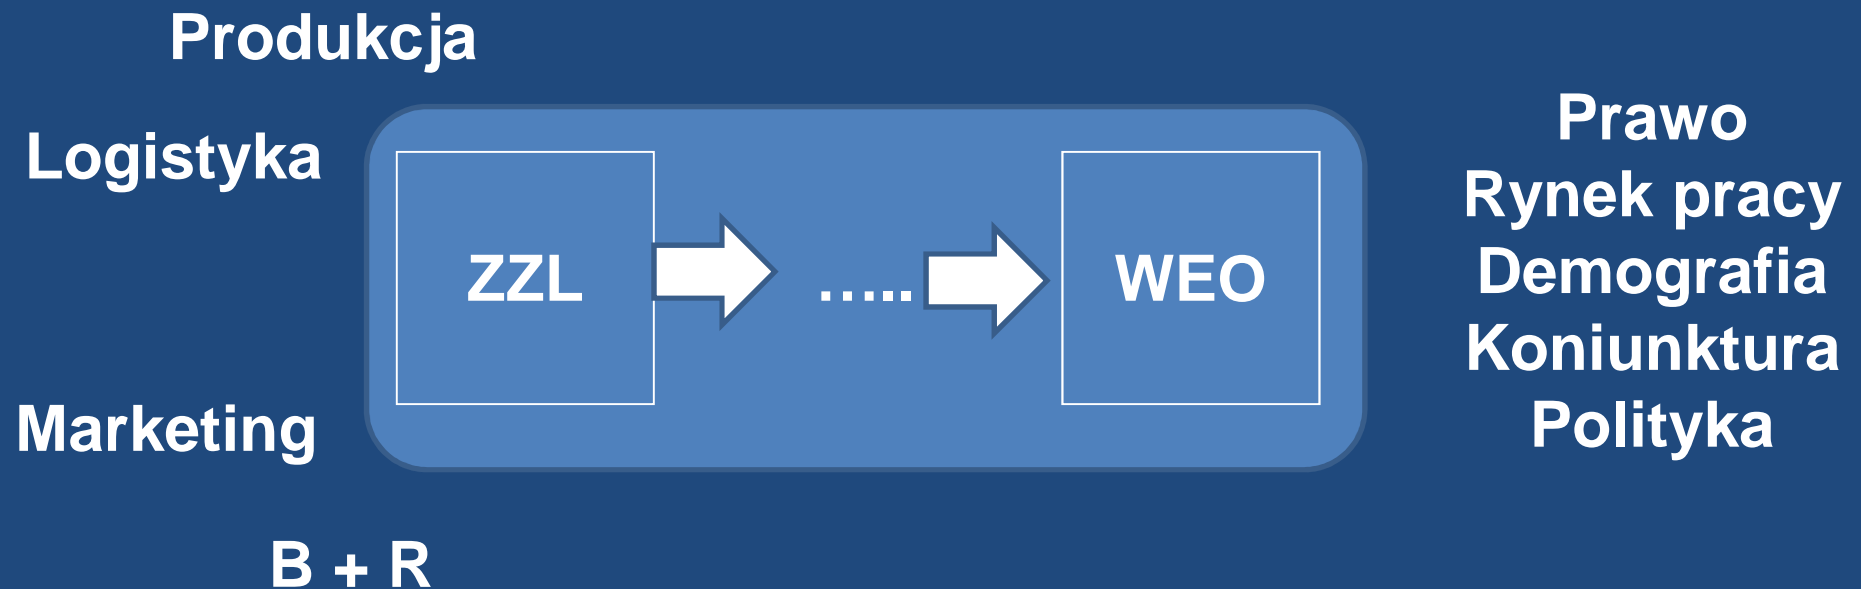 Produkcja
Logistyka
Marketing
B + R
ZZL
.....
WEO
Prawo
Rynek pracy
Demografia
Koniunktura
Polityka